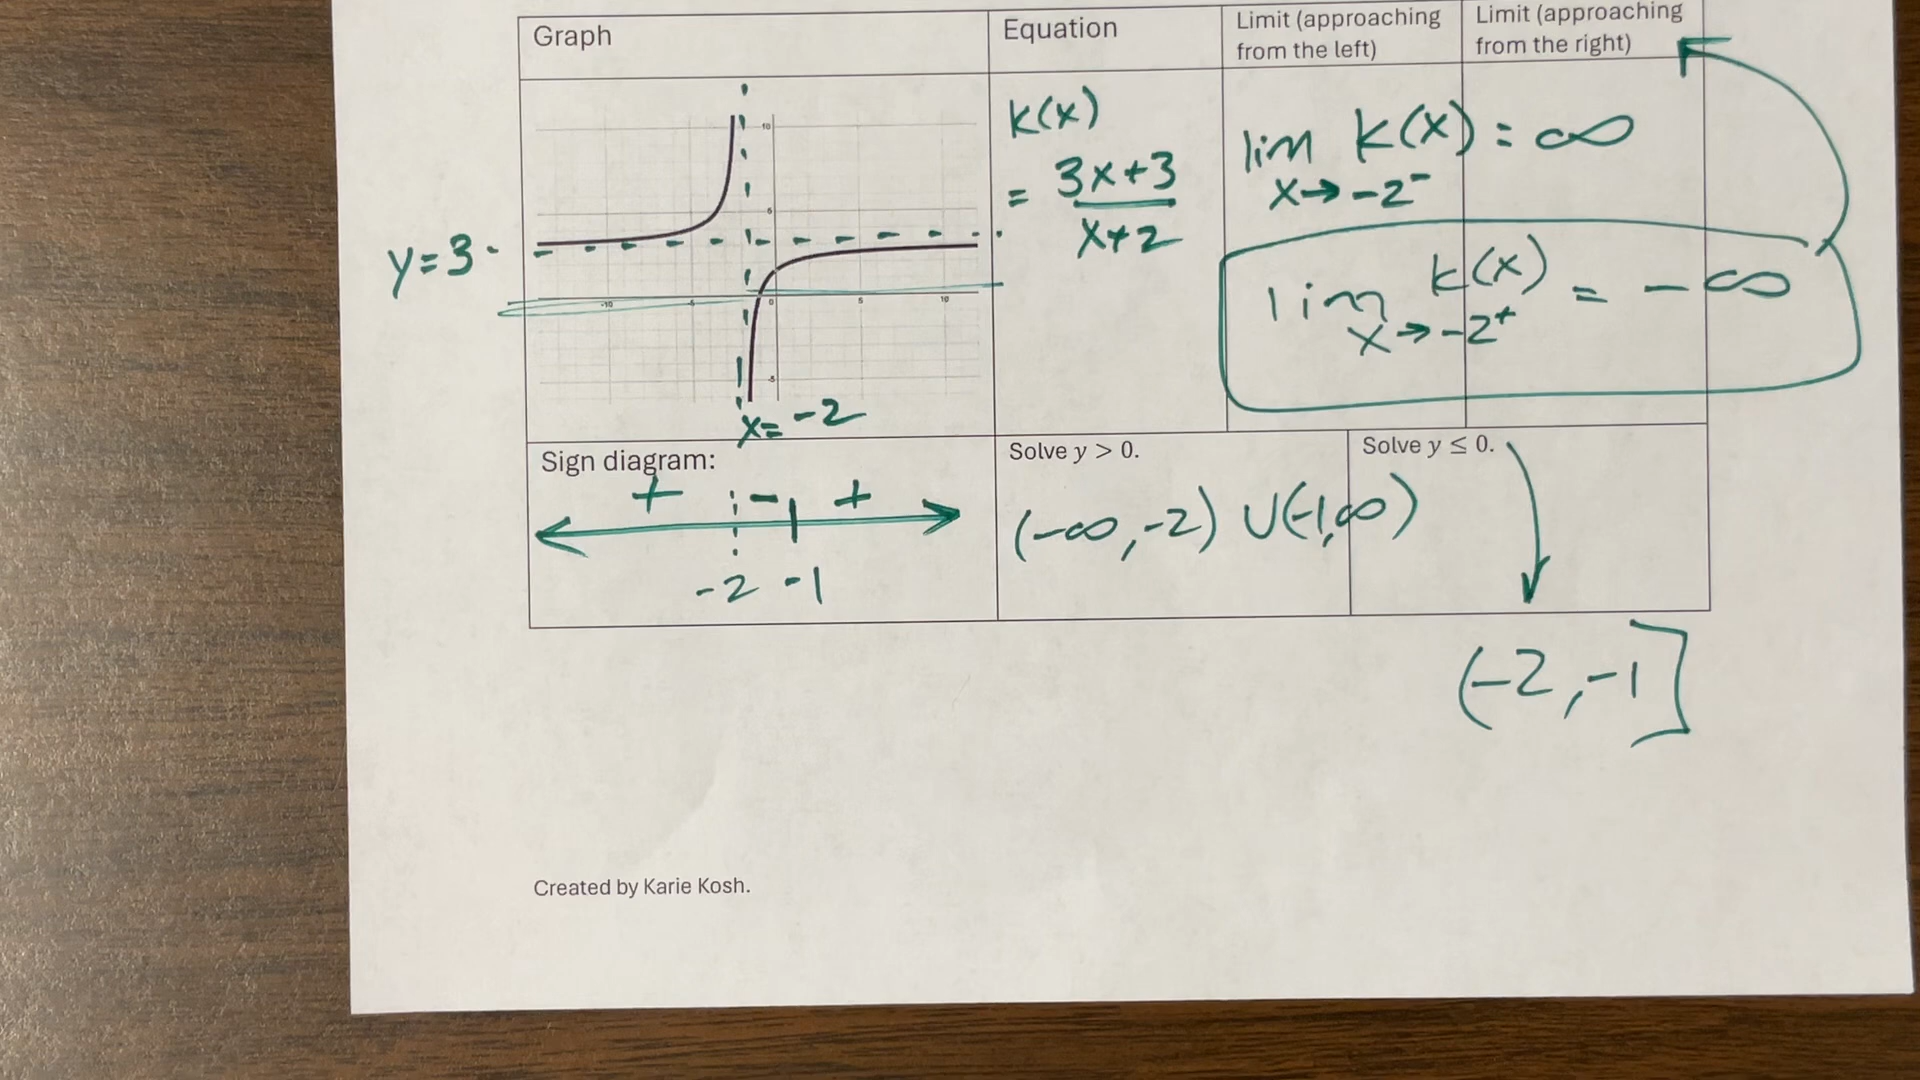 Graph
Equation
Limit (approaching from the left)
Limit (approaching from the right)
10
5
-10
-5
0
5
10
-5
y=3
x=-2
K(x)
= 3x+3
x+2
lim K(x) = ∞
x→-2⁻
lim K(x) = -∞
x→-2⁺
Sign diagram:
+ - +
-2 -1
Solve y > 0.
(-∞,-2) ∪(-1,∞)
Solve y ≤ 0.
(-2,-1]
Created by Karie Kosh.